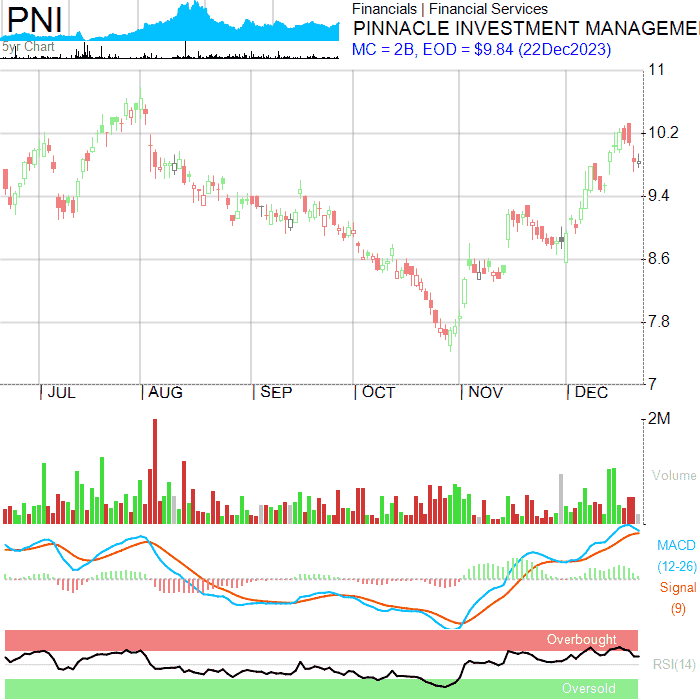 PNI
5yr Chart
Financials | Financial Services
PINNACLE INVESTMENT MANAGEME
MC = 2B, EOD = $9.84 (22Dec2023)
11
10.2
9.4
8.6
7.8
7
JUL AUG SEP OCT NOV DEC
2M
Volume
MACD
(12-26)
Signal
(9)
Overbought
RSI(14)
Oversold